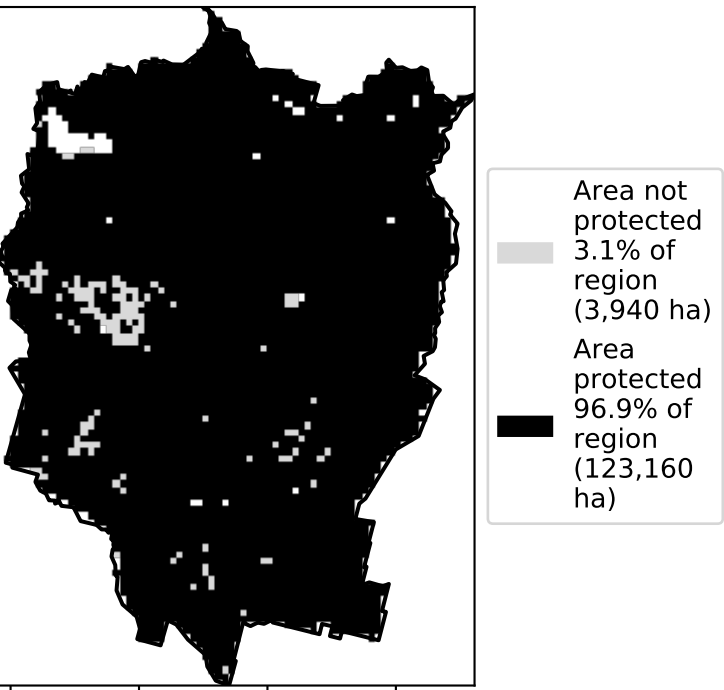 Area not
protected
3.1% of
region
(3,940 ha)
Area
protected
96.9% of
region
(123,160
ha)